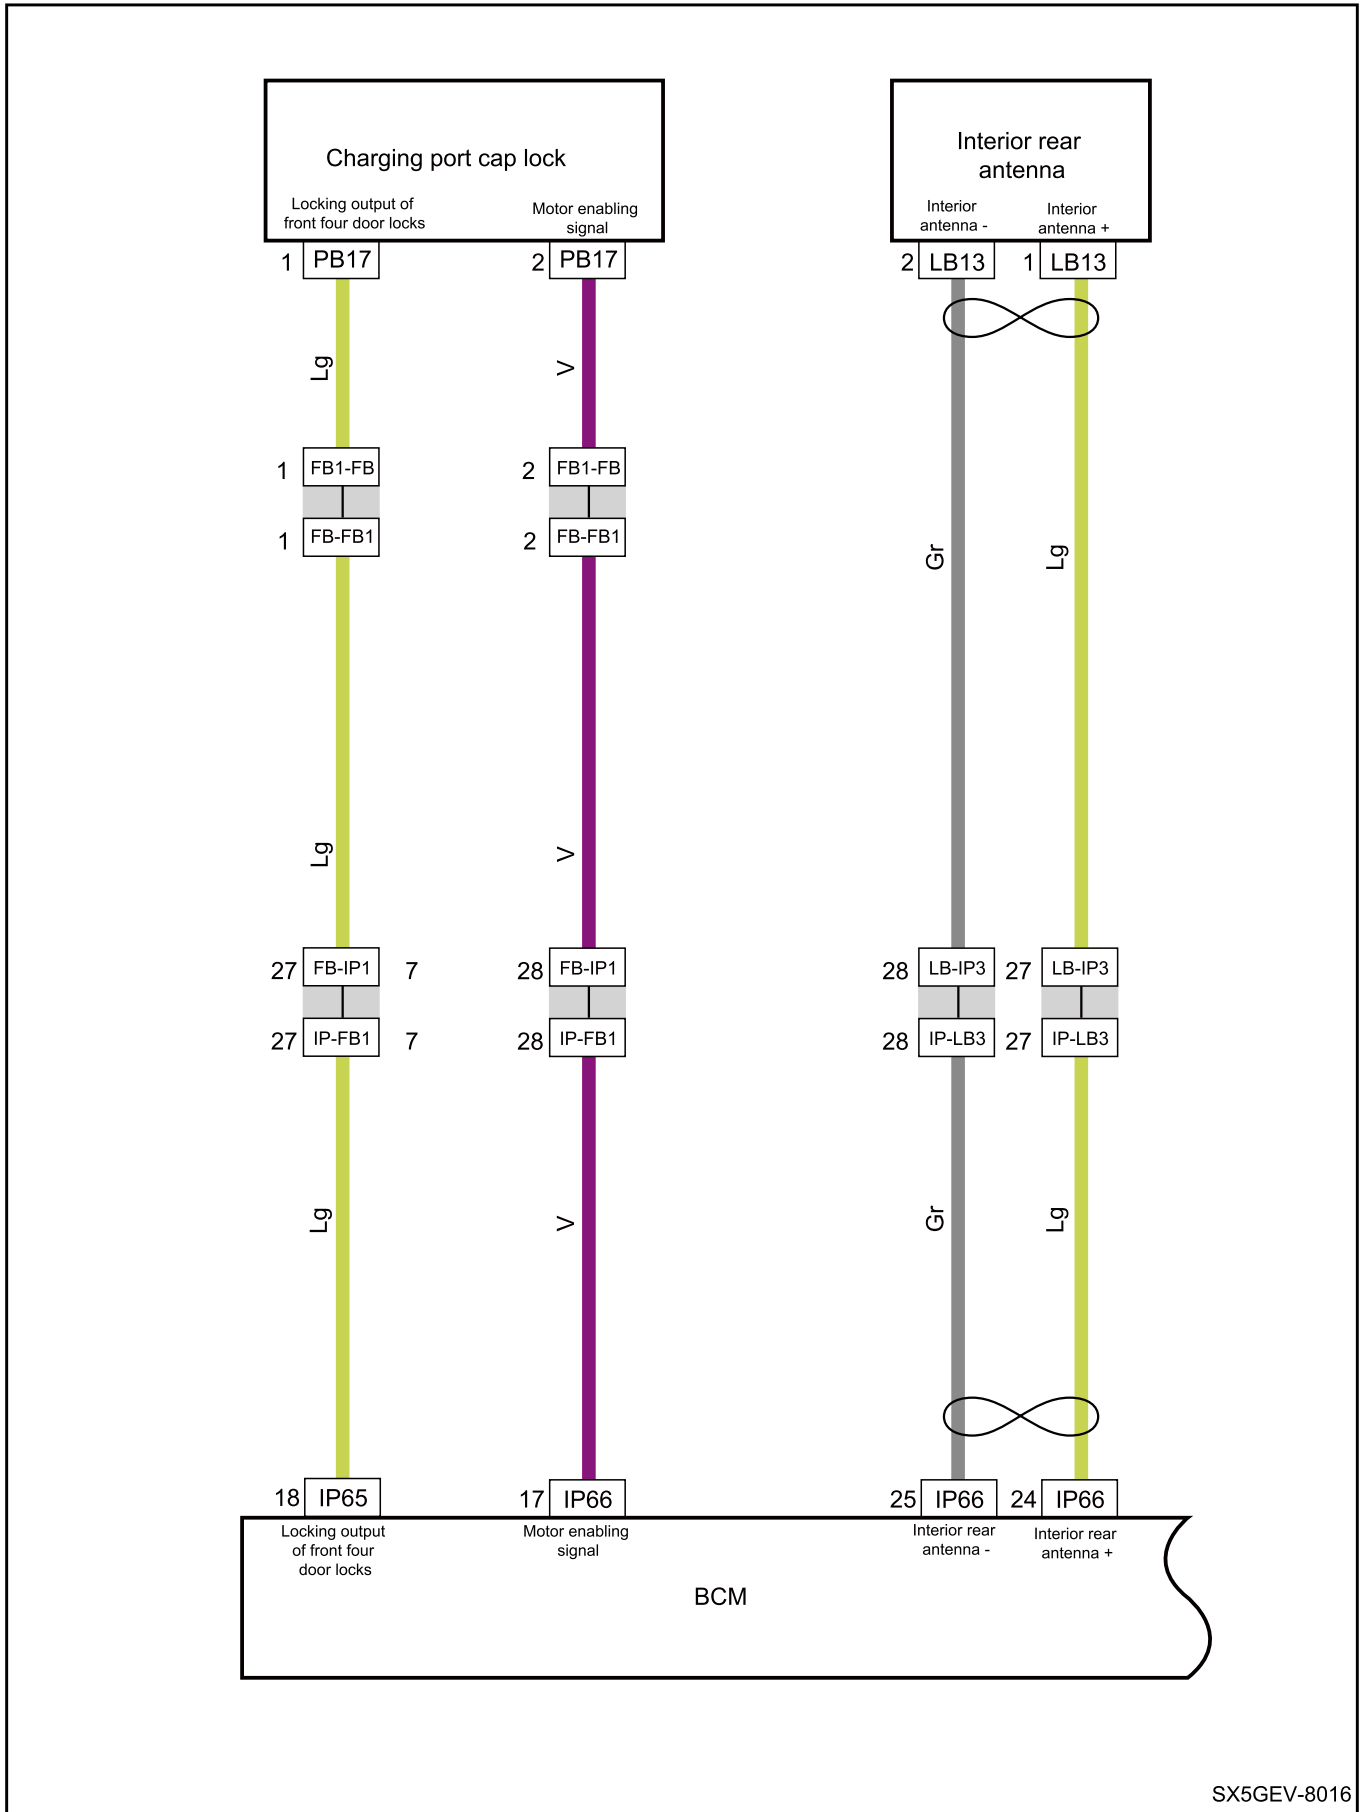 Charging port cap lock
Locking output of
front four door locks
Motor enabling
signal
Interior rear
antenna
Interior
antenna -
Interior
antenna +
1 PB17
2 PB17
2 LB13
1 LB13
Lg
V
1 FB1-FB
2 FB1-FB
1 FB-FB1
2 FB-FB1
Gr
Lg
Lg
V
27 FB-IP1 7
28 FB-IP1
28 LB-IP3
27 LB-IP3
27 IP-FB1 7
28 IP-FB1
28 IP-LB3
27 IP-LB3
Lg
V
Gr
Lg
18 IP65
17 IP66
25 IP66
24 IP66
Locking output
of front four
door locks
Motor enabling
signal
Interior rear
antenna -
Interior rear
antenna +
BCM
SX5GEV-8016